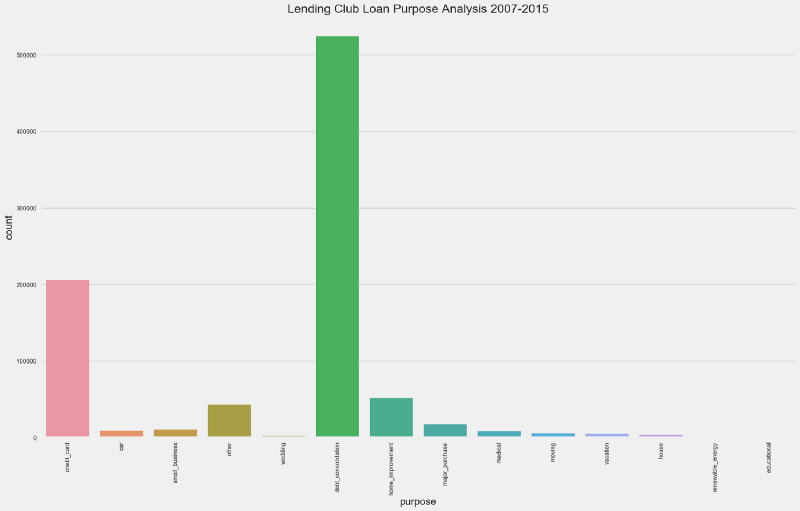 Lending Club Loan Purpose Analysis 2007-2015
500000
400000
300000
200000
100000
0
count
credit_card
car
small_business
other
wedding
debt_consolidation
home_improvement
major_purchase
medical
moving
vacation
house
renewable_energy
educational
purpose